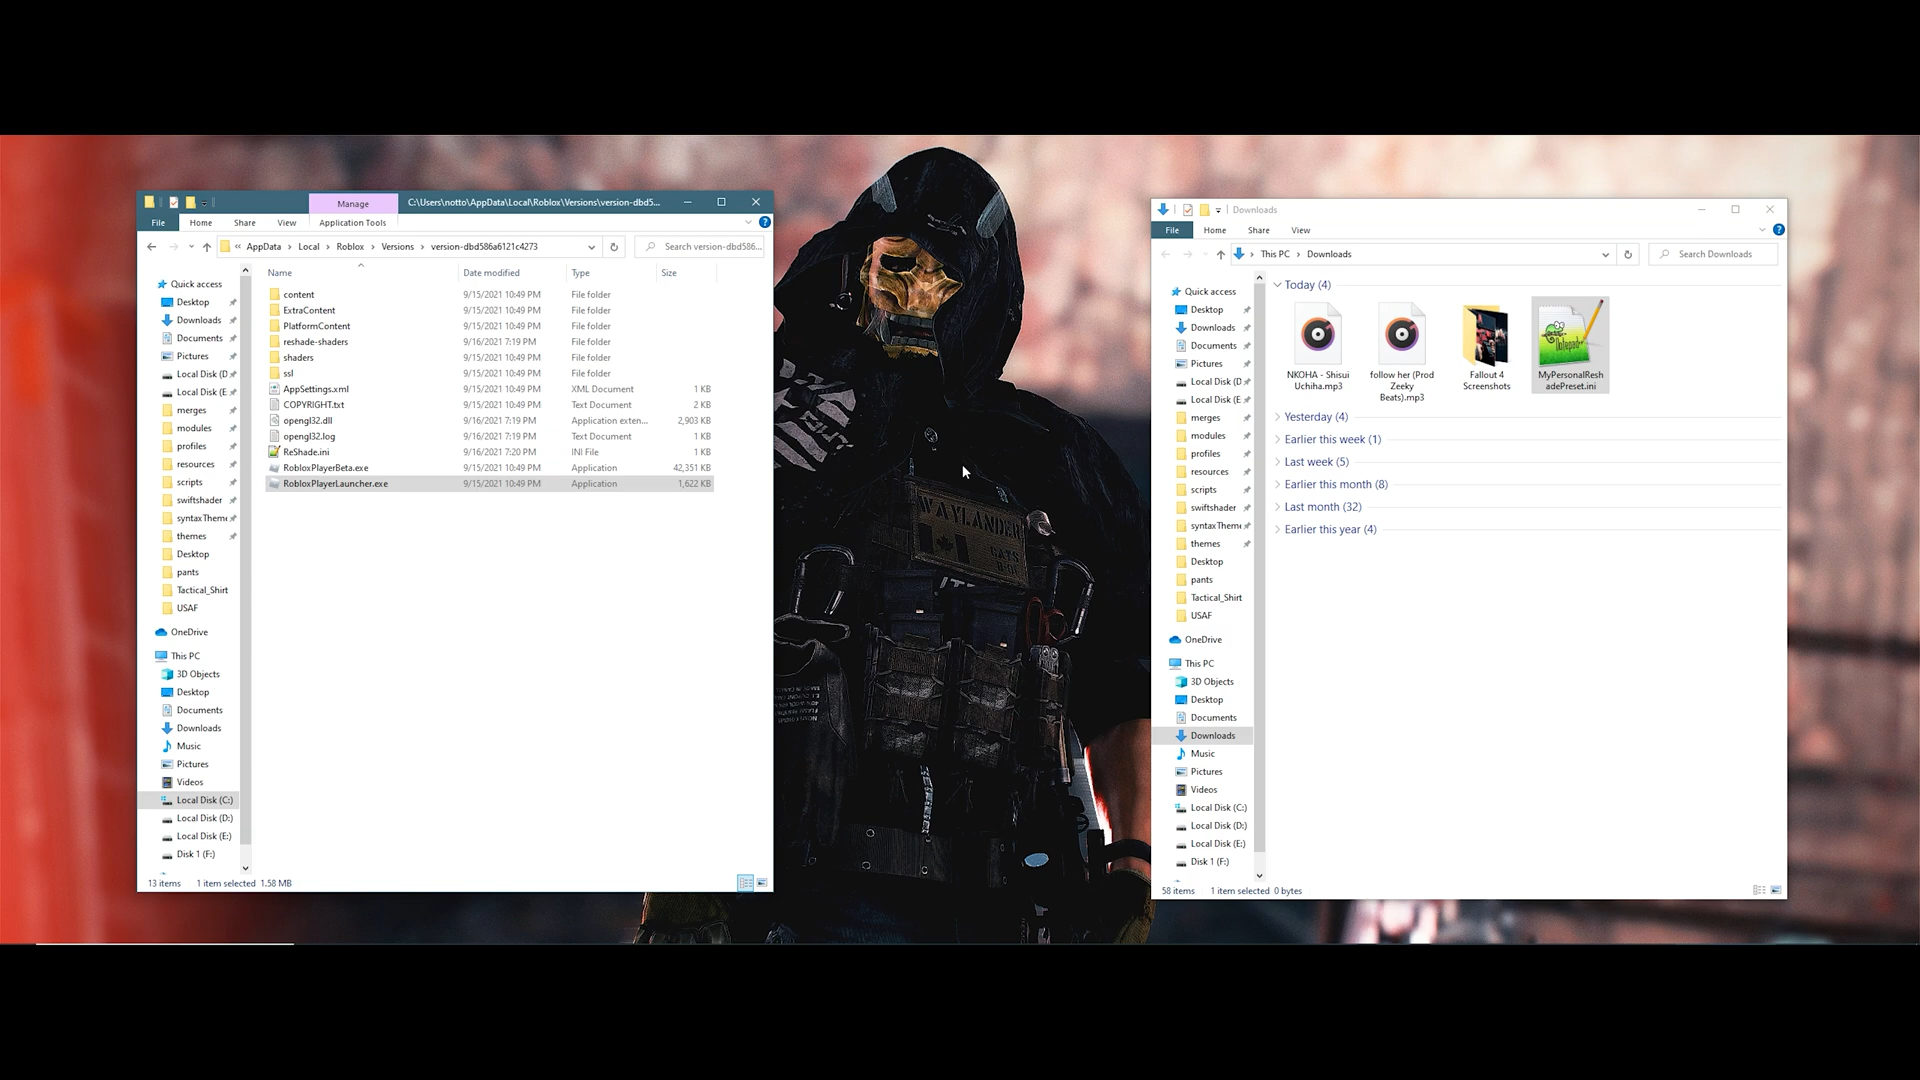 Manage
C:\Users\notto\AppData\Local\Roblox\Versions\version-dbd5...
File Home Share View Application Tools
« AppData › Local › Roblox › Versions › version-dbd586a6121c4273
Search version-dbd586...
Quick access
Desktop
Downloads
Documents
Pictures
Local Disk (D
Local Disk (E
merges
modules
profiles
resources
scripts
swiftshader
syntaxTheme
themes
Desktop
pants
Tactical_Shirt
USAF
OneDrive
This PC
3D Objects
Desktop
Documents
Downloads
Music
Pictures
Videos
Local Disk (C:)
Local Disk (D:)
Local Disk (E:)
Disk 1 (F:)
Name Date modified Type Size
content 9/15/2021 10:49 PM File folder
ExtraContent 9/15/2021 10:49 PM File folder
PlatformContent 9/15/2021 10:49 PM File folder
reshade-shaders 9/16/2021 7:19 PM File folder
shaders 9/15/2021 10:49 PM File folder
ssl 9/15/2021 10:49 PM File folder
AppSettings.xml 9/15/2021 10:49 PM XML Document 1 KB
COPYRIGHT.txt 9/15/2021 10:49 PM Text Document 2 KB
opengl32.dll 9/16/2021 7:19 PM Application exten... 2,903 KB
opengl32.log 9/16/2021 7:19 PM Text Document 1 KB
ReShade.ini 9/16/2021 7:20 PM INI File 1 KB
RobloxPlayerBeta.exe 9/15/2021 10:49 PM Application 42,351 KB
RobloxPlayerLauncher.exe 9/15/2021 10:49 PM Application 1,622 KB
13 items 1 item selected 1.58 MB
WAYLANDER
Downloads
File Home Share View
› This PC › Downloads
Search Downloads
Quick access
Desktop
Downloads
Documents
Pictures
Local Disk (D
Local Disk (E
merges
modules
profiles
resources
scripts
swiftshader
syntaxTheme
themes
Desktop
pants
Tactical_Shirt
USAF
OneDrive
This PC
3D Objects
Desktop
Documents
Downloads
Music
Pictures
Videos
Local Disk (C:)
Local Disk (D:)
Local Disk (E:)
Disk 1 (F:)
Today (4)
NKOHA - Shisui
Uchiha.mp3
follow her (Prod
Zeeky
Beats).mp3
Fallout 4
Screenshots
MyPersonalResh
adePreset.ini
Yesterday (4)
Earlier this week (1)
Last week (5)
Earlier this month (8)
Last month (32)
Earlier this year (4)
58 items 1 item selected 0 bytes